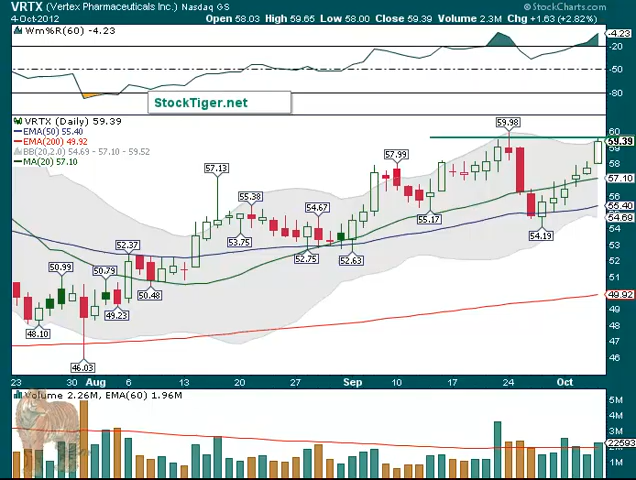 VRTX (Vertex Pharmaceuticals Inc.) Nasdaq GS © StockCharts.com
4-Oct-2012 Open 58.03 High 59.65 Low 58.00 Close 59.39 Volume 2.3M Chg +1.63 (+2.82%)
Wm%R(60) -4.23
-4.23
-20
-50
-80
StockTiger.net
VRTX (Daily) 59.39
EMA(50) 55.40
EMA(200) 49.92
BB(20,2.0) 54.69 - 57.10 - 59.52
MA(20) 57.10
60
59.39
59
58
57.10
56
55.40
54.69
54
53
52
51
49.92
49
48
47
46
59.98
57.13
57.99
55.38
54.67
55.17
53.75
54.19
52.37
52.75
52.63
50.99
50.79
50.48
49.23
48.10
46.03
23 30 Aug 6 13 20 27 Sep 10 17 24 Oct
Volume 2.26M, EMA(60) 1.96M
5M
4M
3M
22593
1M